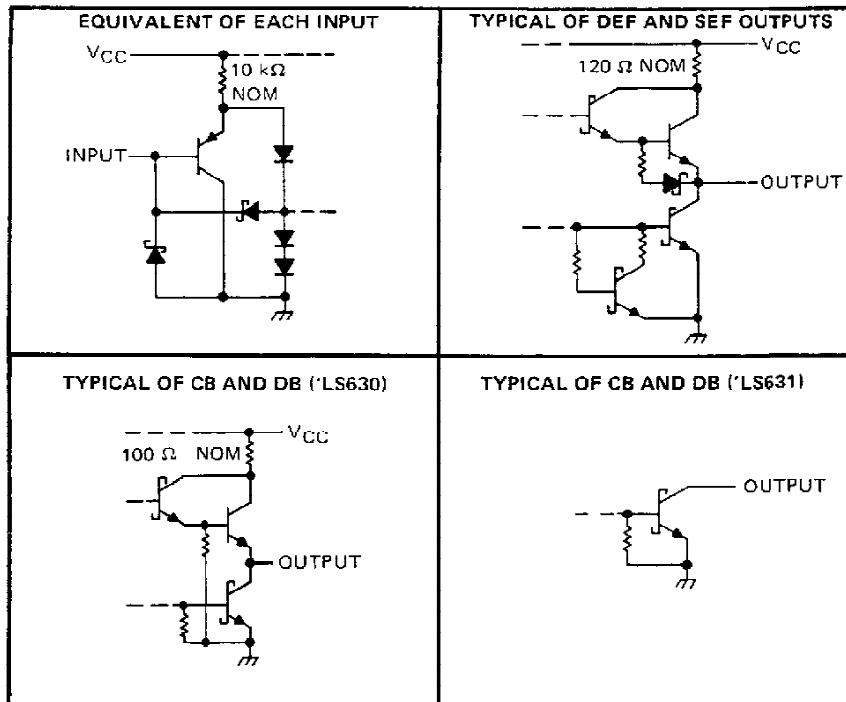 EQUIVALENT OF EACH INPUT
VCC
10 kΩ
NOM
INPUT
TYPICAL OF DEF AND SEF OUTPUTS
VCC
120 Ω NOM
OUTPUT
TYPICAL OF CB AND DB ('LS630)
VCC
100 Ω NOM
OUTPUT
TYPICAL OF CB AND DB ('LS631)
OUTPUT